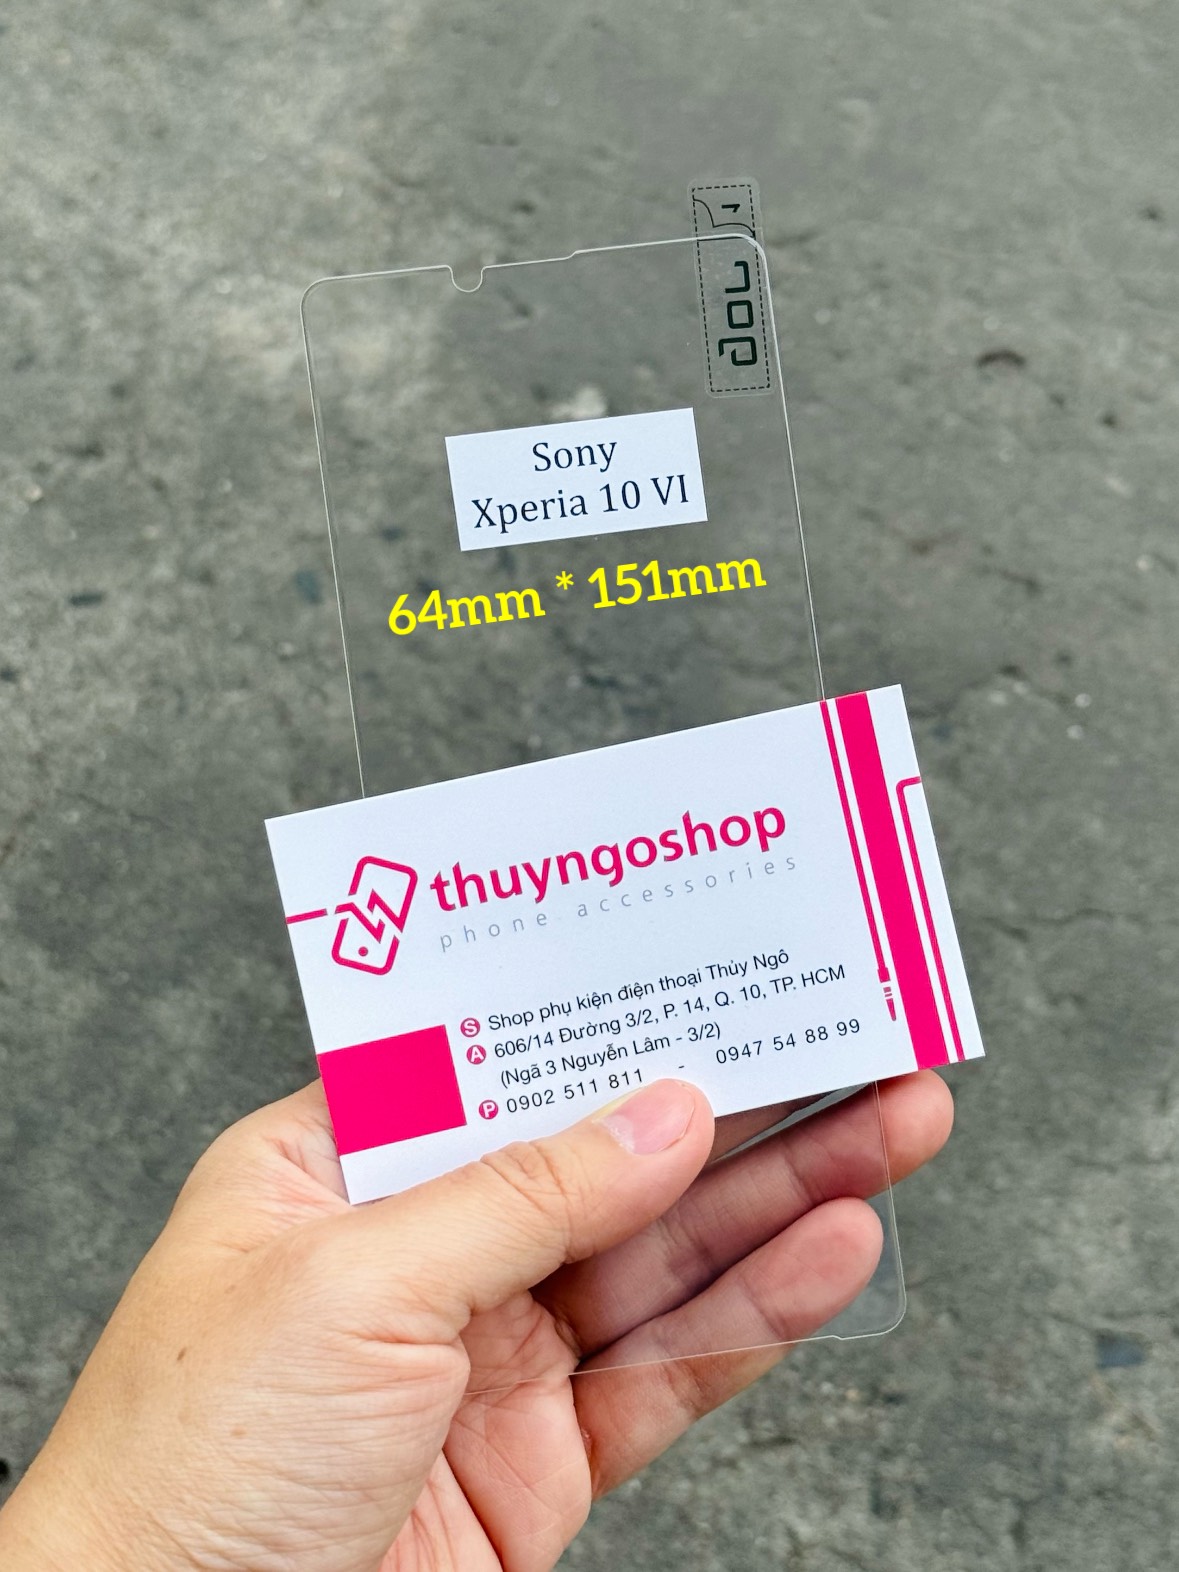 Sony
Xperia 10 VI
64mm * 151mm
thuyngoshop
phone accessories
S Shop phụ kiện điện thoại Thủy Ngô
A 606/14 Đường 3/2, P. 14, Q. 10, TP. HCM
(Ngã 3 Nguyễn Lâm - 3/2)
P 0902 511 811 - 0947 54 88 99